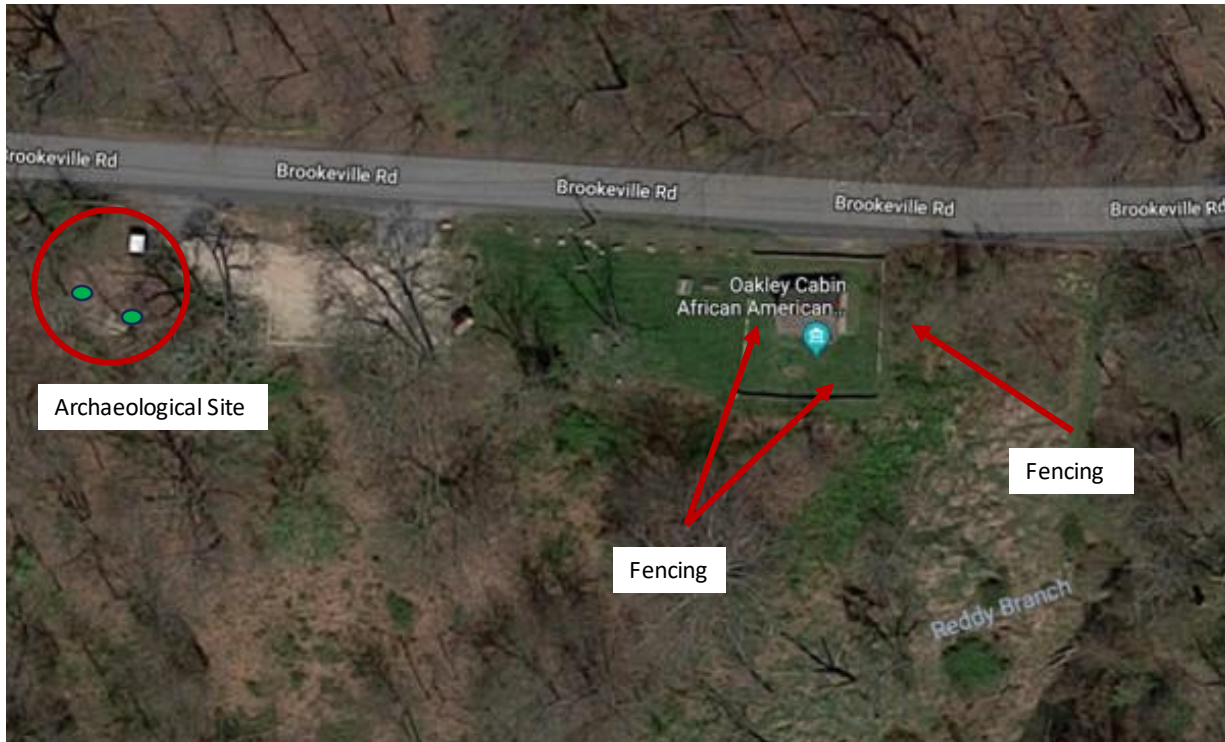 Brookeville Rd
Brookeville Rd
Brookeville Rd
Brookeville Rd
Brookeville Rd
Oakley Cabin
African American...
Archaeological Site
Fencing
Fencing
Reddy Branch